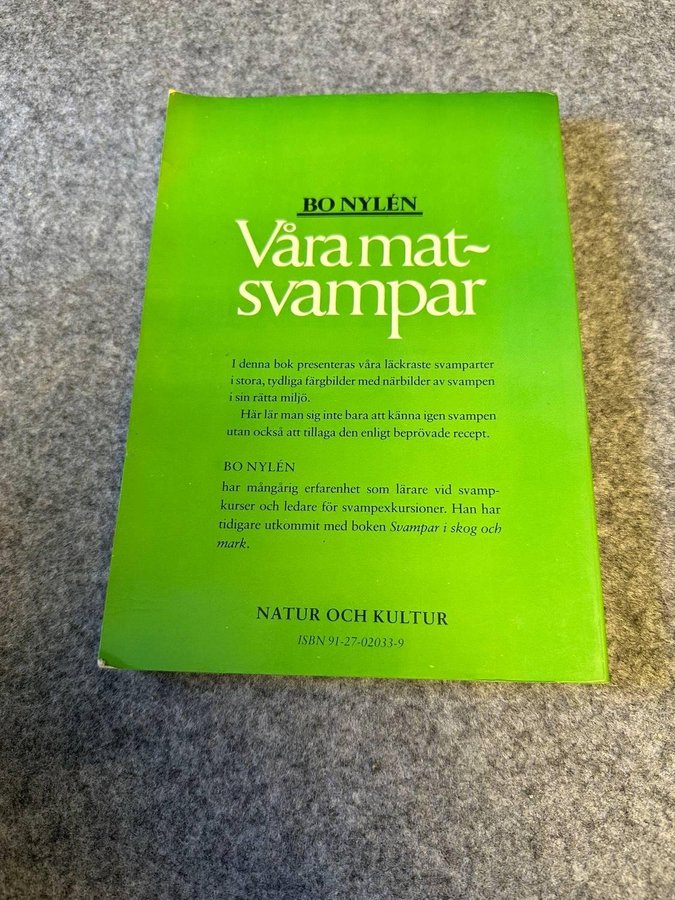 BO NYLÉN
Våra mat-
svampar
I denna bok presenteras våra läckraste svamparter
i stora, tydliga färgbilder med närbilder av svampen
i sin rätta miljö.
Här lär man sig inte bara att känna igen svampen
utan också att tillaga den enligt beprövade recept.
BO NYLÉN
har mångårig erfarenhet som lärare vid svamp-
kurser och ledare för svampexkursioner. Han har
tidigare utkommit med boken Svampar i skog och
mark.
NATUR OCH KULTUR
ISBN 91-27-02033-9